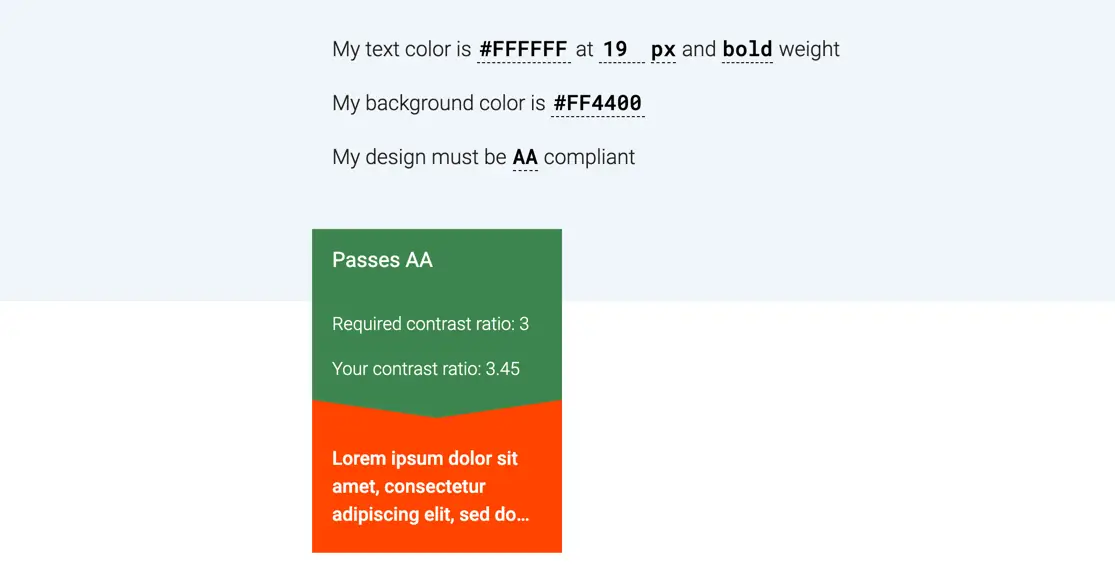 My text color is #FFFFFF at 19 px and bold weight
My background color is #FF4400
My design must be AA compliant
Passes AA
Required contrast ratio: 3
Your contrast ratio: 3.45
Lorem ipsum dolor sit
amet, consectetur
adipiscing elit, sed do...